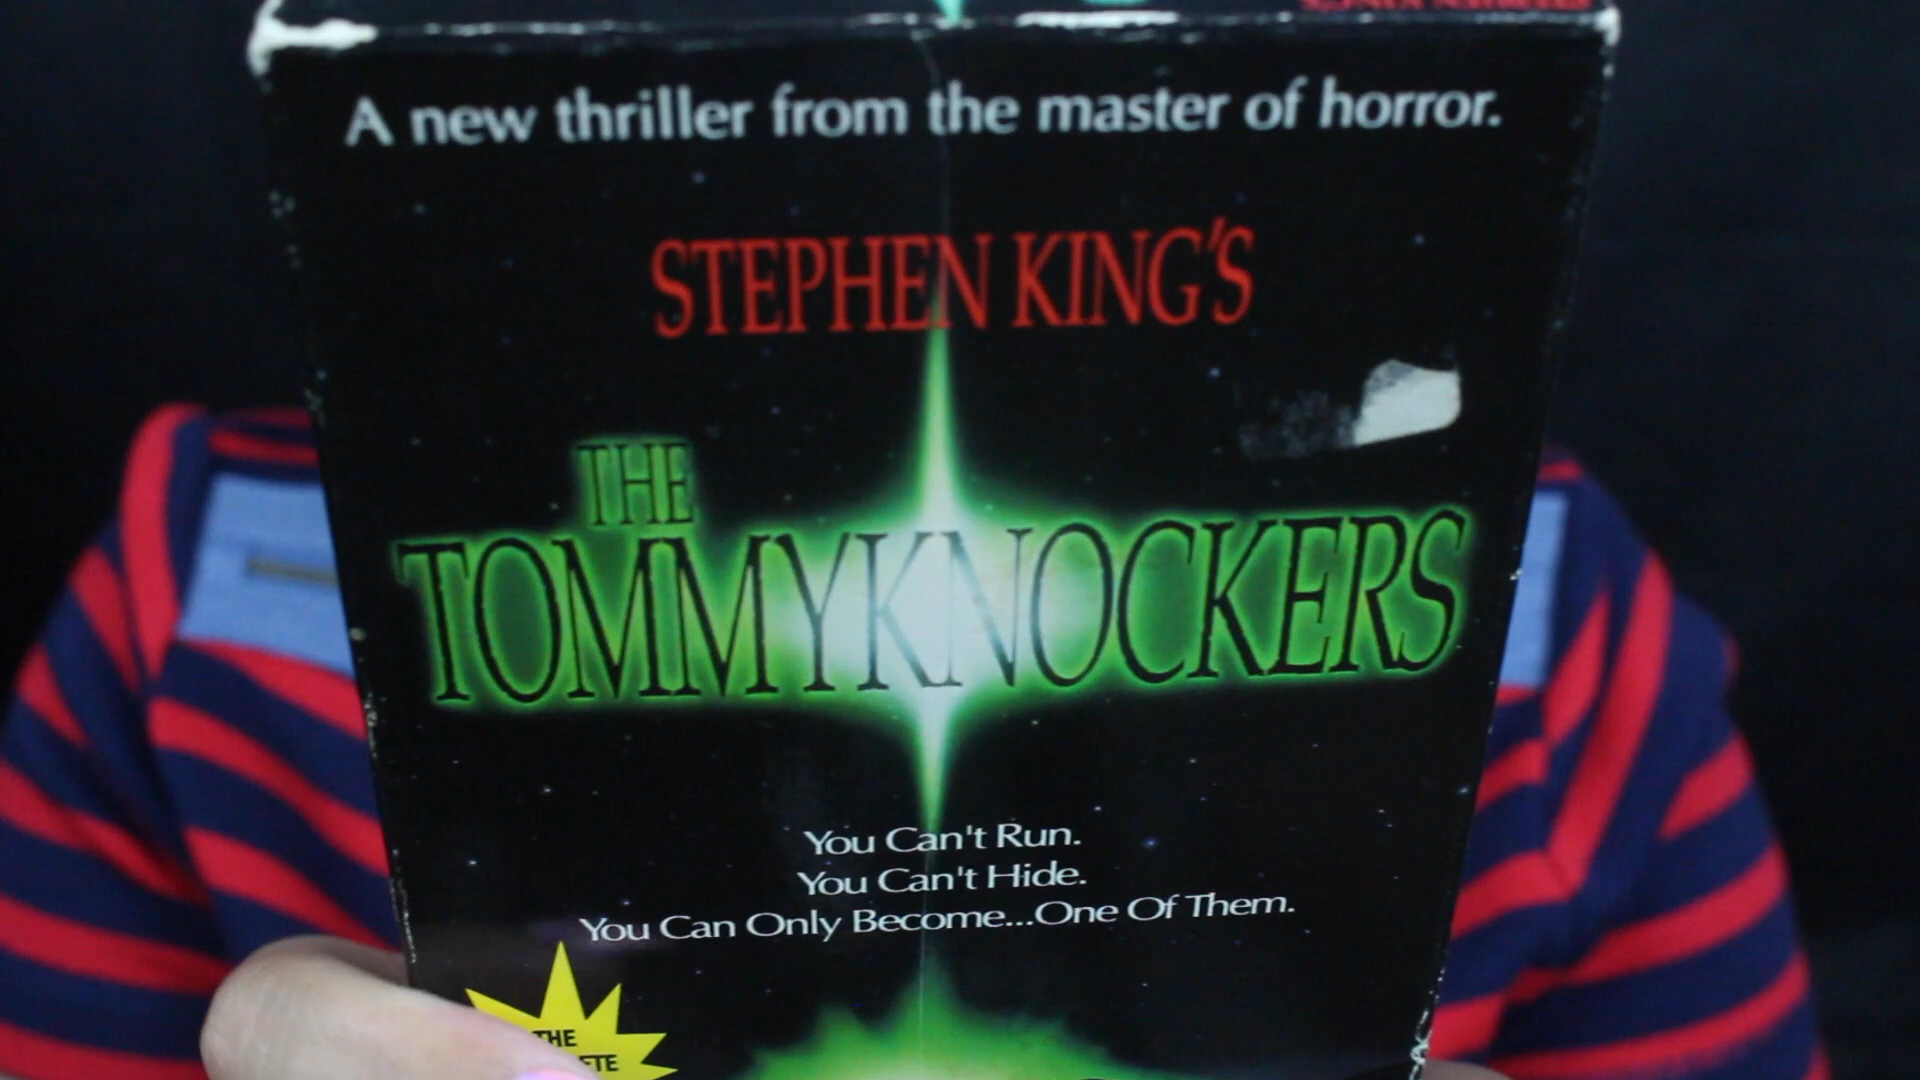 A new thriller from the master of horror.
STEPHEN KING'S
THE
TOMMYKNOCKERS
You Can't Run.
You Can't Hide.
You Can Only Become...One Of Them.
THE